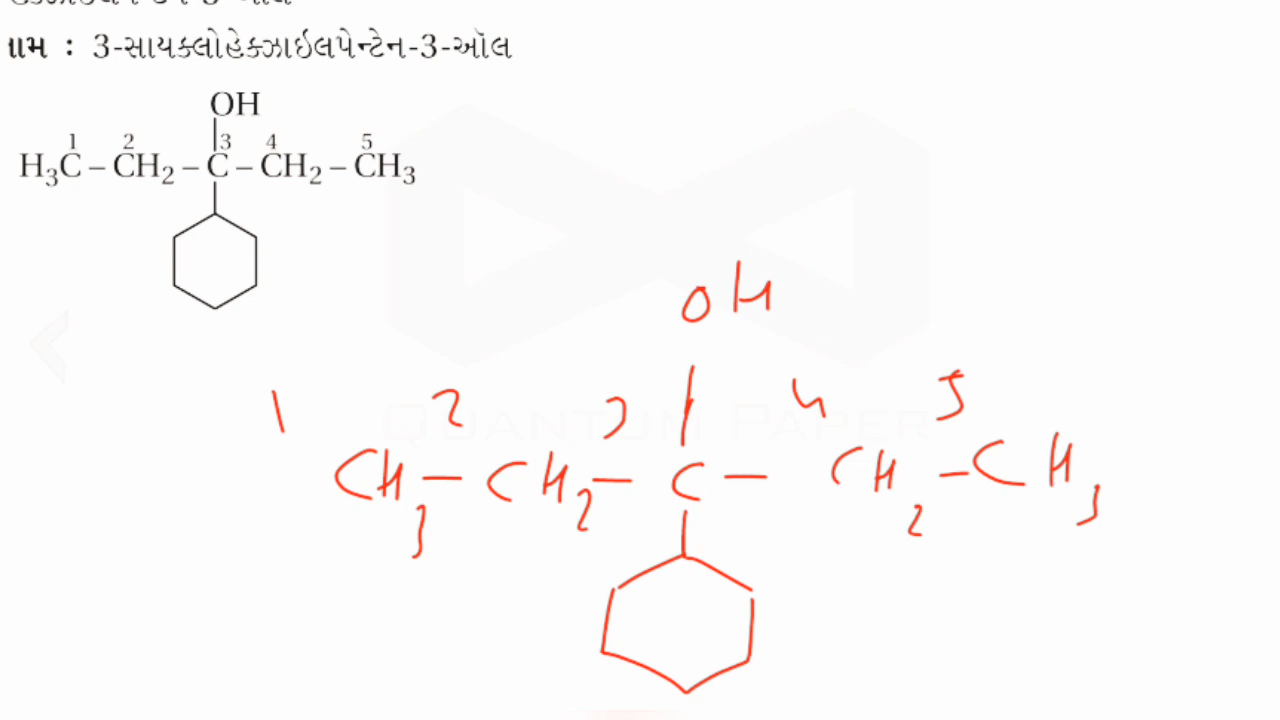 ામ : 3-સાયક્લોહેક્ઝાઇલપેન્ટેન-3-ઑલ
OH
1 2 3 4 5
H₃C – CH₂ – C – CH₂ – CH₃
OH
1 2 3 4 5
CH₃ – CH₂ – C – CH₂ – CH₃
QUANTUM PAPER